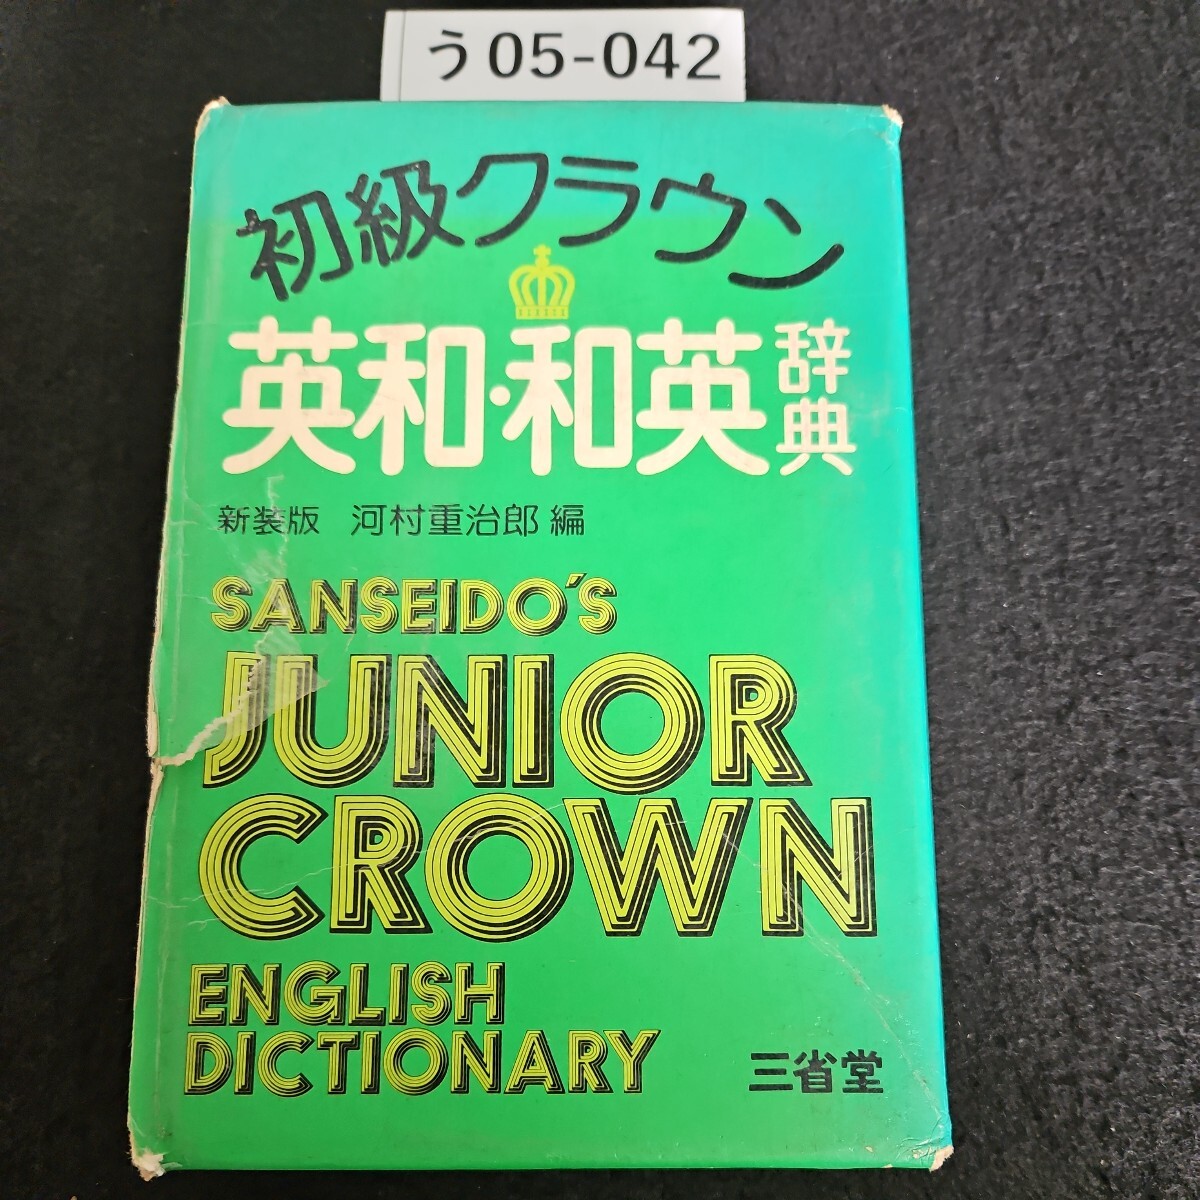 う05-042
初級クラウン
英和・和英辞典
新装版 河村重治郎 編
SANSEIDO'S
JUNIOR
CROWN
ENGLISH
DICTIONARY
三省堂